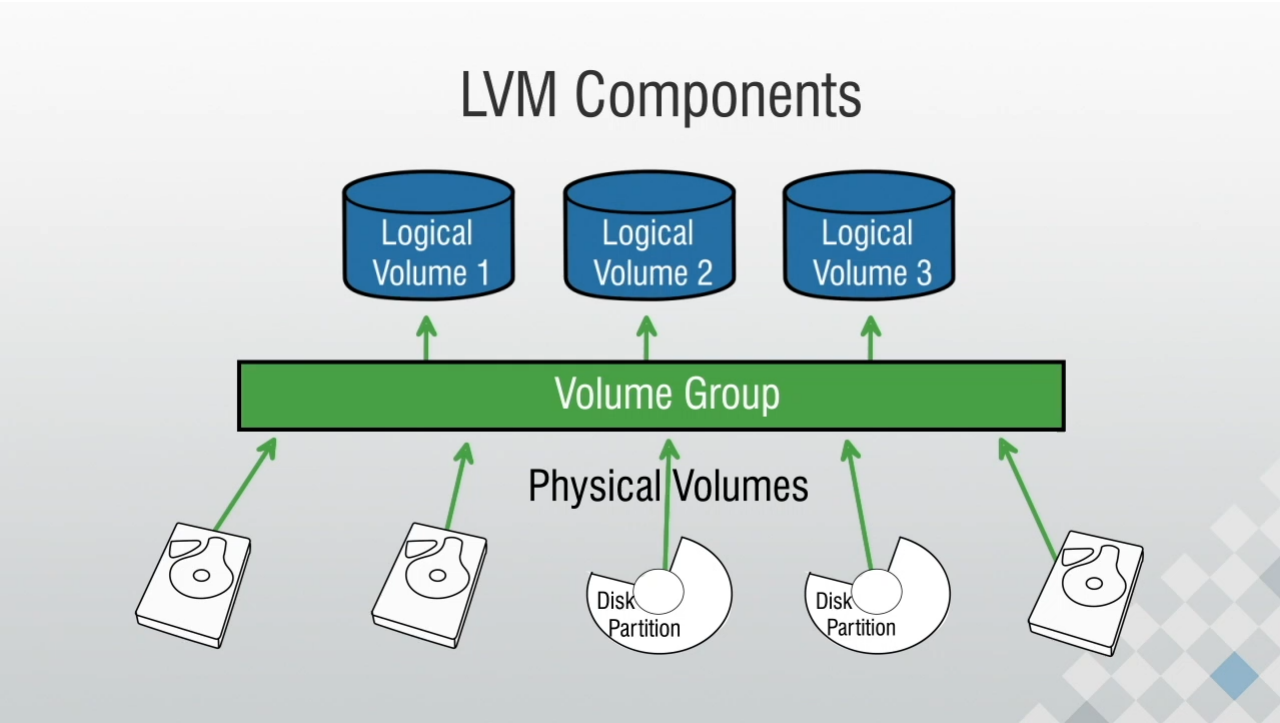 LVM Components
Logical
Volume 1
Logical
Volume 2
Logical
Volume 3
Volume Group
Physical Volumes
Disk
Partition
Disk
Partition